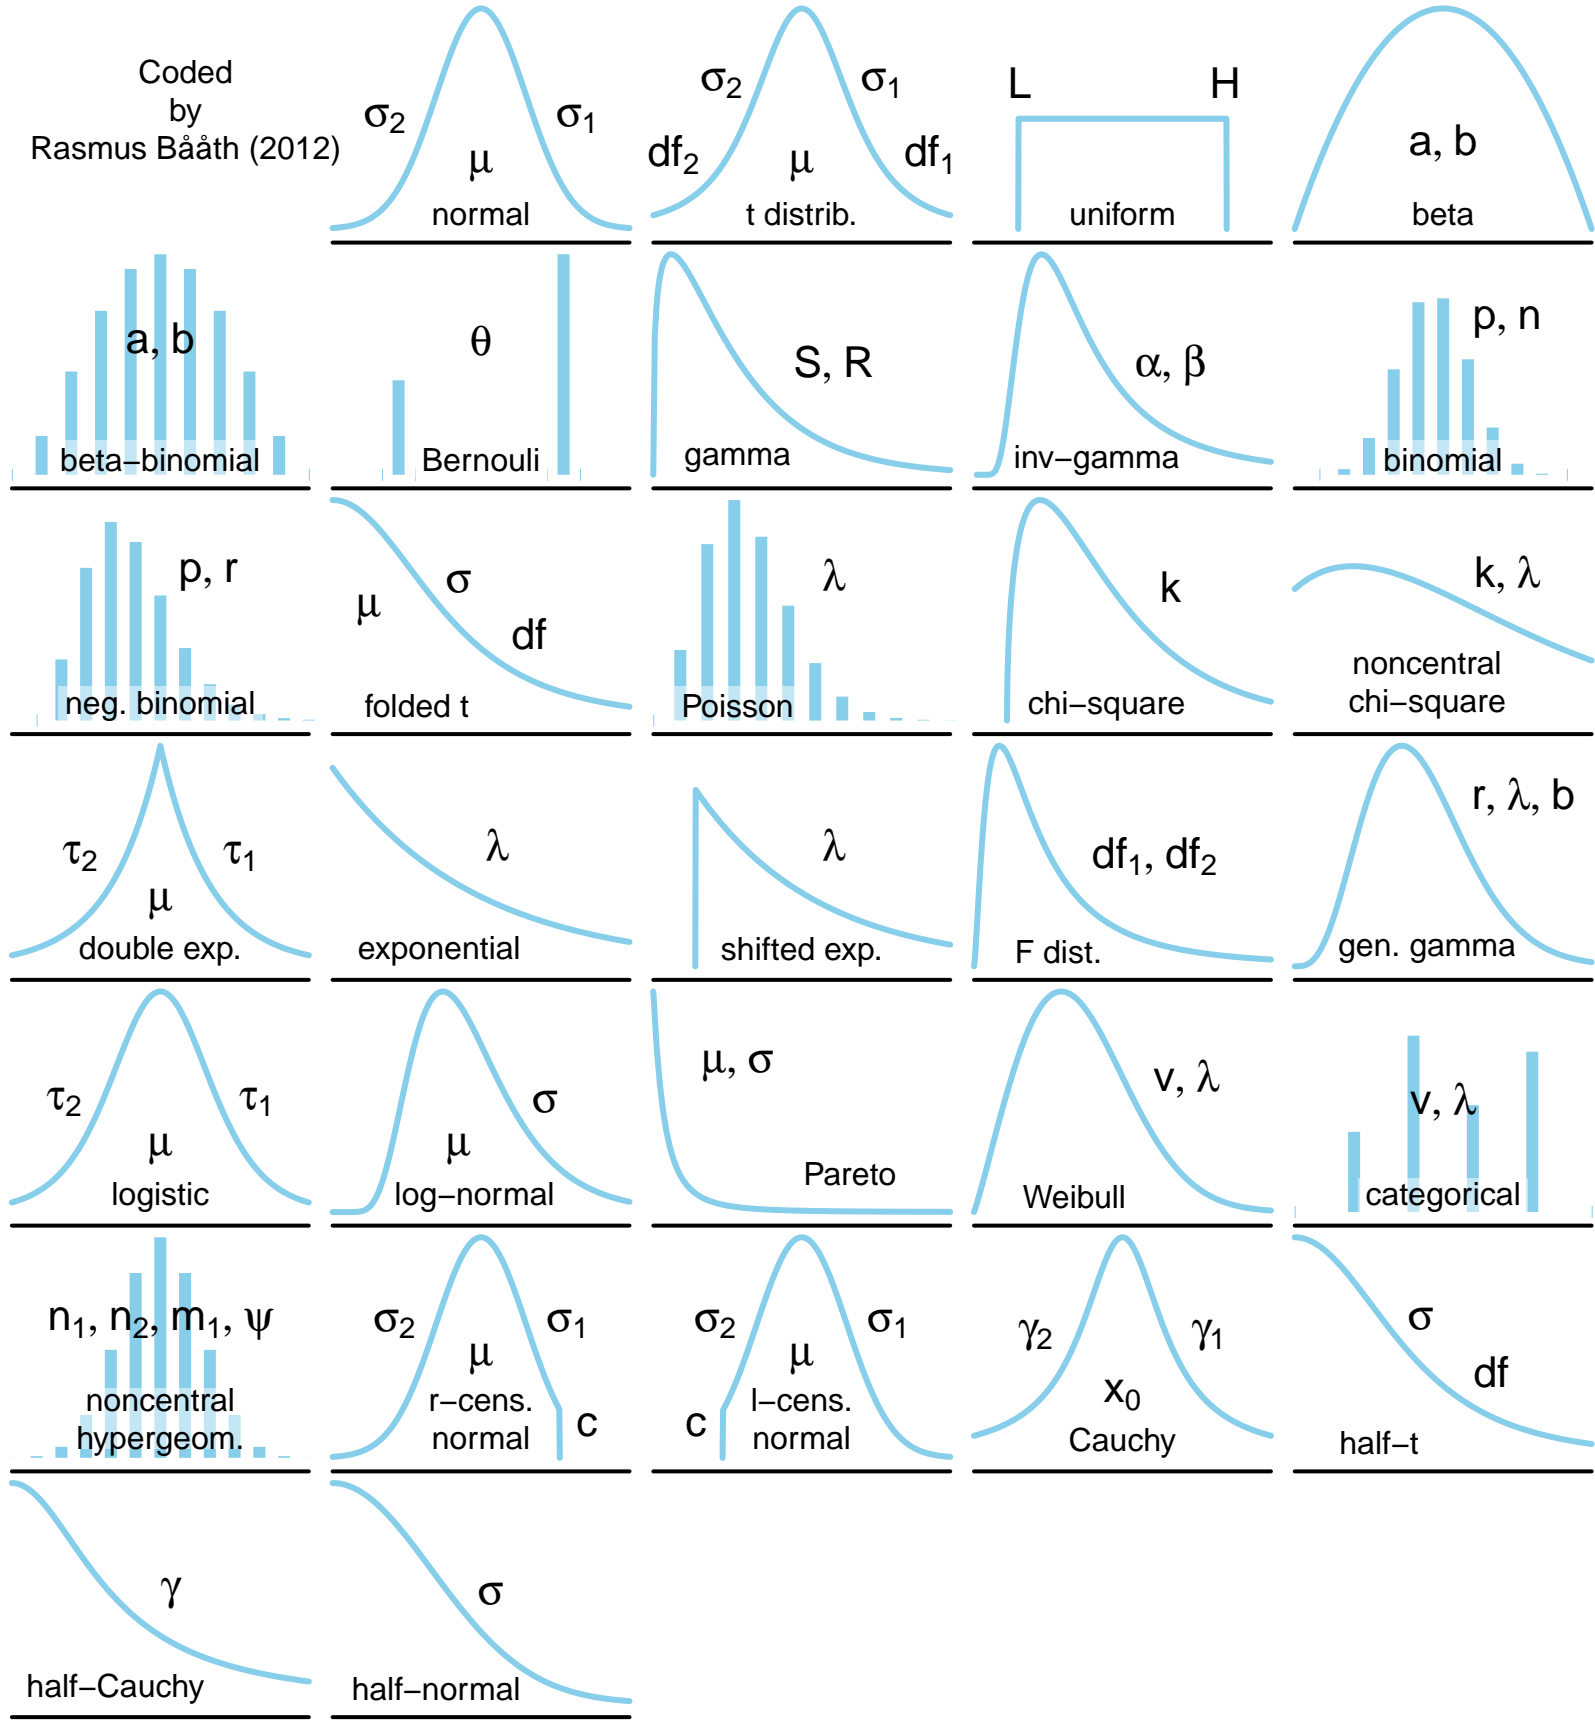 Coded
by
Rasmus Bååth (2012)
σ2 σ1
μ
normal
σ2 σ1
df2 μ df1
t distrib.
L H
uniform
a, b
beta
a, b
beta−binomial
θ
Bernouli
S, R
gamma
α, β
inv−gamma
p, n
binomial
p, r
neg. binomial
σ
μ
df
folded t
λ
Poisson
k
chi−square
k, λ
noncentral
chi−square
τ2 τ1
μ
double exp.
λ
exponential
λ
shifted exp.
df1, df2
F dist.
r, λ, b
gen. gamma
τ2 τ1
μ
logistic
σ
μ
log−normal
μ, σ
Pareto
v, λ
Weibull
v, λ
categorical
n1, n2, m1, ψ
noncentral
hypergeom.
σ2 σ1
μ
r−cens.
normal
c
σ2 σ1
μ
l−cens.
c
normal
γ2 γ1
x0
Cauchy
σ
df
half−t
γ
half−Cauchy
σ
half−normal